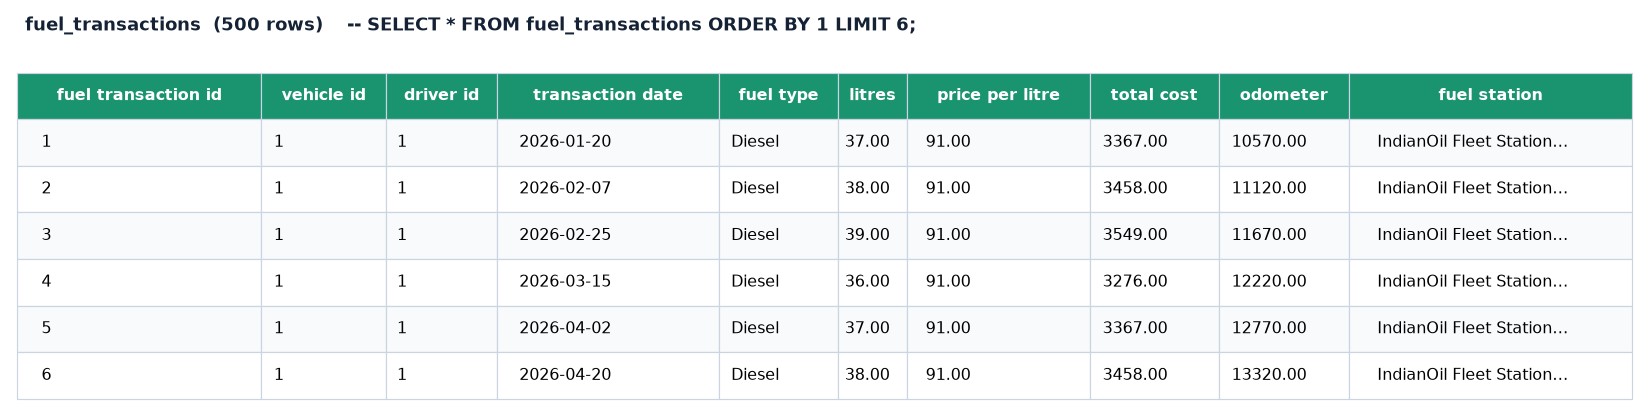 fuel_transactions (500 rows) -- SELECT * FROM fuel_transactions ORDER BY 1 LIMIT 6;
fuel transaction id vehicle id driver id transaction date fuel type litres price per litre total cost odometer fuel station
1 1 1 2026-01-20 Diesel 37.00 91.00 3367.00 10570.00 IndianOil Fleet Station...
2 1 1 2026-02-07 Diesel 38.00 91.00 3458.00 11120.00 IndianOil Fleet Station...
3 1 1 2026-02-25 Diesel 39.00 91.00 3549.00 11670.00 IndianOil Fleet Station...
4 1 1 2026-03-15 Diesel 36.00 91.00 3276.00 12220.00 IndianOil Fleet Station...
5 1 1 2026-04-02 Diesel 37.00 91.00 3367.00 12770.00 IndianOil Fleet Station...
6 1 1 2026-04-20 Diesel 38.00 91.00 3458.00 13320.00 IndianOil Fleet Station...